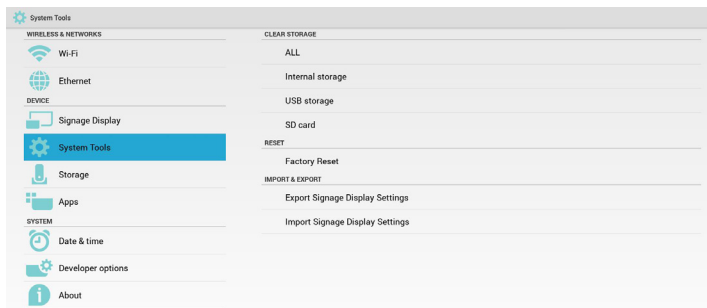 System Tools
WIRELESS & NETWORKS
Wi-Fi
Ethernet
DEVICE
Signage Display
System Tools
Storage
Apps
SYSTEM
Date & time
Developer options
About
CLEAR STORAGE
ALL
Internal storage
USB storage
SD card
RESET
Factory Reset
IMPORT & EXPORT
Export Signage Display Settings
Import Signage Display Settings